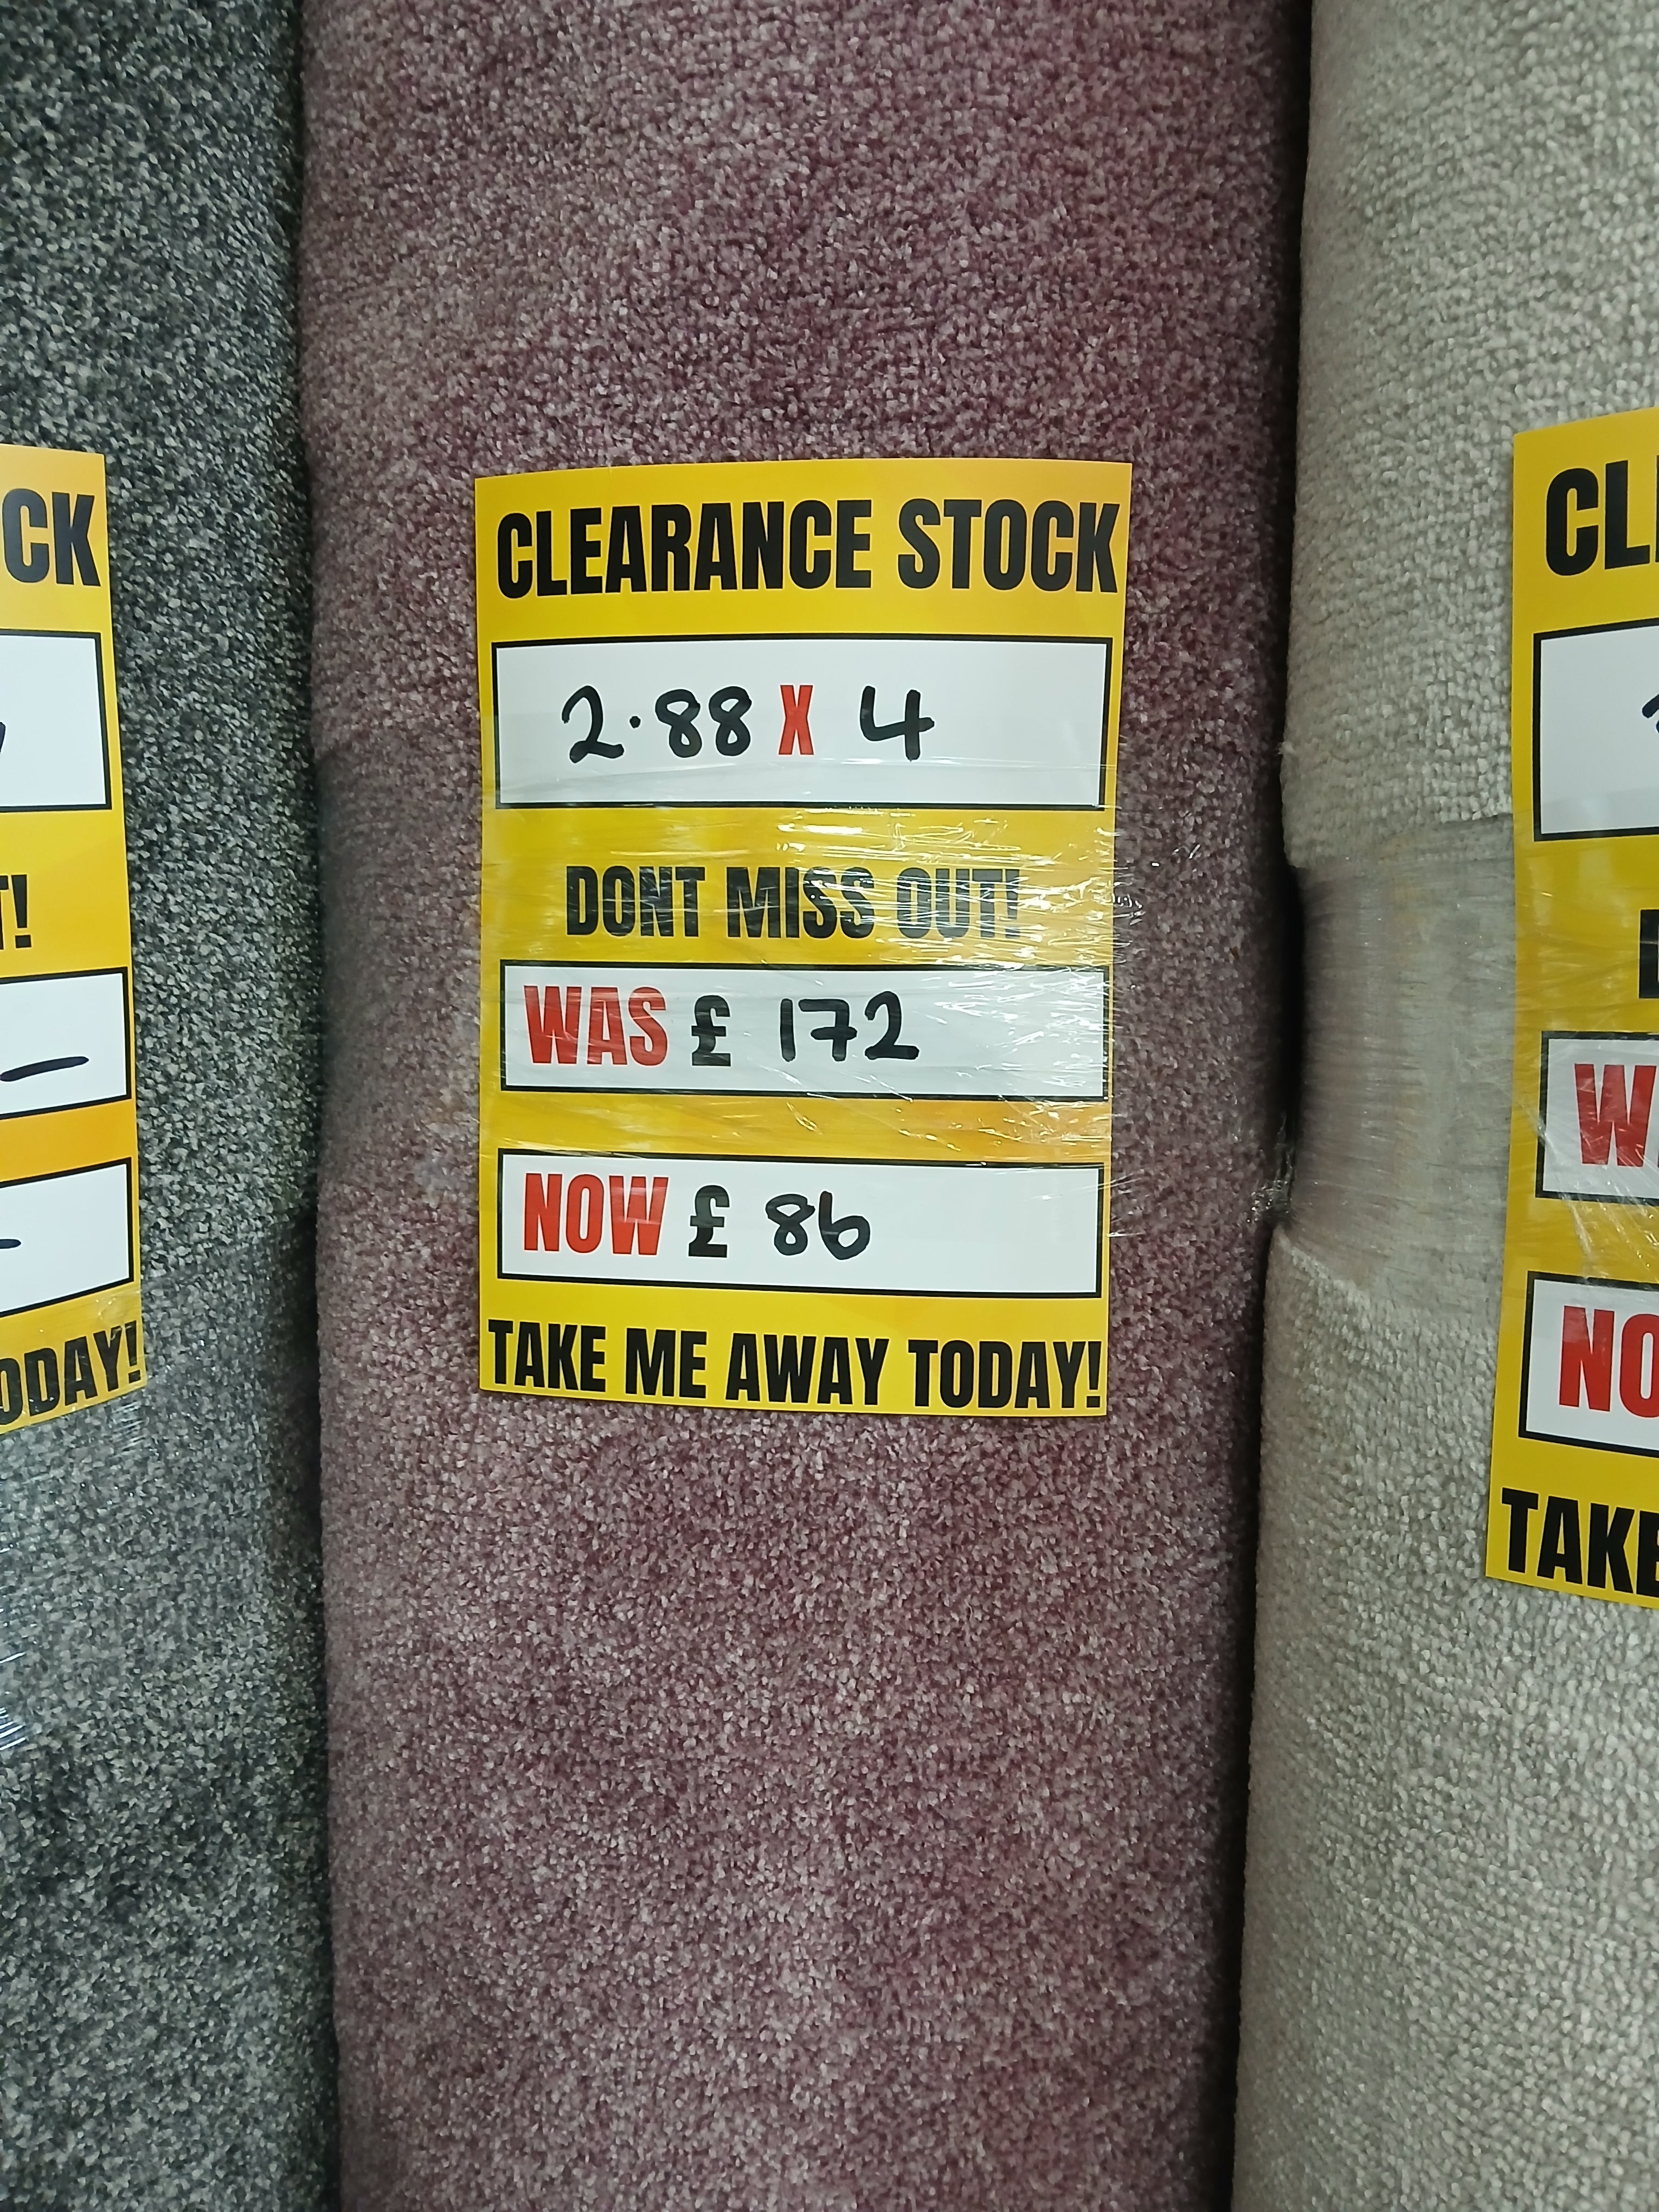 CK
T!
ODAY!
CLEARANCE STOCK
2.88 X 4
DONT MISS OUT!
WAS £ 172
NOW £ 86
TAKE ME AWAY TODAY!
CL
W
NO
TAKE